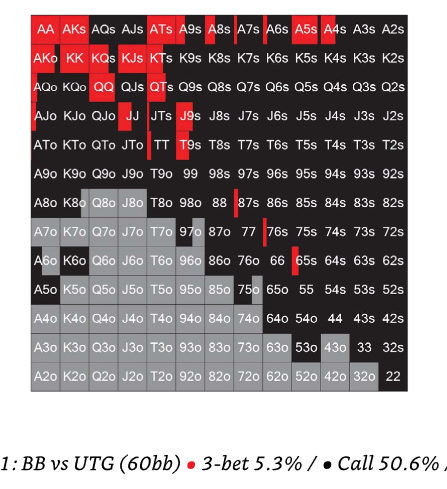 AA AKs AQs AJs ATs A9s A8s A7s A6s A5s A4s A3s A2s
AKo KK KQs KJs KTs K9s K8s K7s K6s K5s K4s K3s K2s
AQo KQo QQ QJs QTs Q9s Q8s Q7s Q6s Q5s Q4s Q3s Q2s
AJo KJo QJo JJ JTs J9s J8s J7s J6s J5s J4s J3s J2s
ATo KTo QTo JTo TT T9s T8s T7s T6s T5s T4s T3s T2s
A9o K9o Q9o J9o T9o 99 98s 97s 96s 95s 94s 93s 92s
A8o K8o Q8o J8o T8o 98o 88 87s 86s 85s 84s 83s 82s
A7o K7o Q7o J7o T7o 97o 87o 77 76s 75s 74s 73s 72s
A6o K6o Q6o J6o T6o 96o 86o 76o 66 65s 64s 63s 62s
A5o K5o Q5o J5o T5o 95o 85o 75o 65o 55 54s 53s 52s
A4o K4o Q4o J4o T4o 94o 84o 74o 64o 54o 44 43s 42s
A3o K3o Q3o J3o T3o 93o 83o 73o 63o 53o 43o 33 32s
A2o K2o Q2o J2o T2o 92o 82o 72o 62o 52o 42o 32o 22
1: BB vs UTG (60bb) • 3-bet 5.3% / • Call 50.6% /